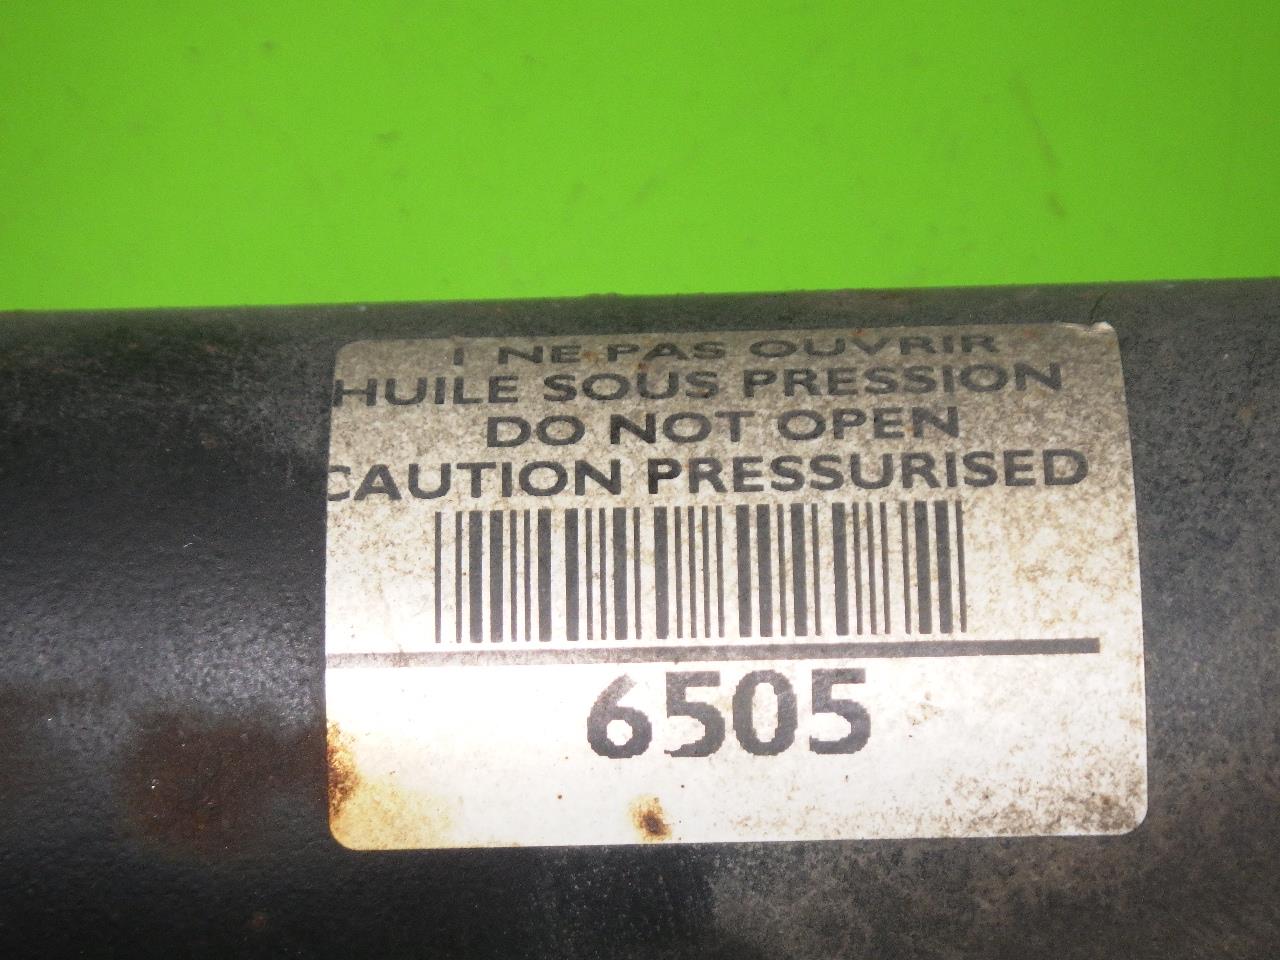 ! NE PAS OUVRIR
HUILE SOUS PRESSION
DO NOT OPEN
CAUTION PRESSURISED
6505